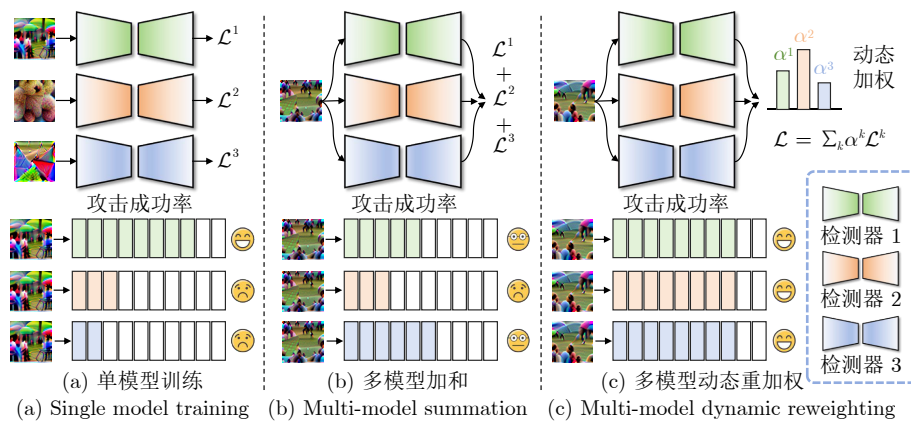 ℒ¹
ℒ²
ℒ³
攻击成功率
(a) 单模型训练
(a) Single model training
ℒ¹
+
ℒ²
+
ℒ³
攻击成功率
(b) 多模型加和
(b) Multi-model summation
α¹
α²
α³
动态
加权
ℒ = ∑ₖαᵏℒᵏ
攻击成功率
(c) 多模型动态重加权
(c) Multi-model dynamic reweighting
检测器 1
检测器 2
检测器 3